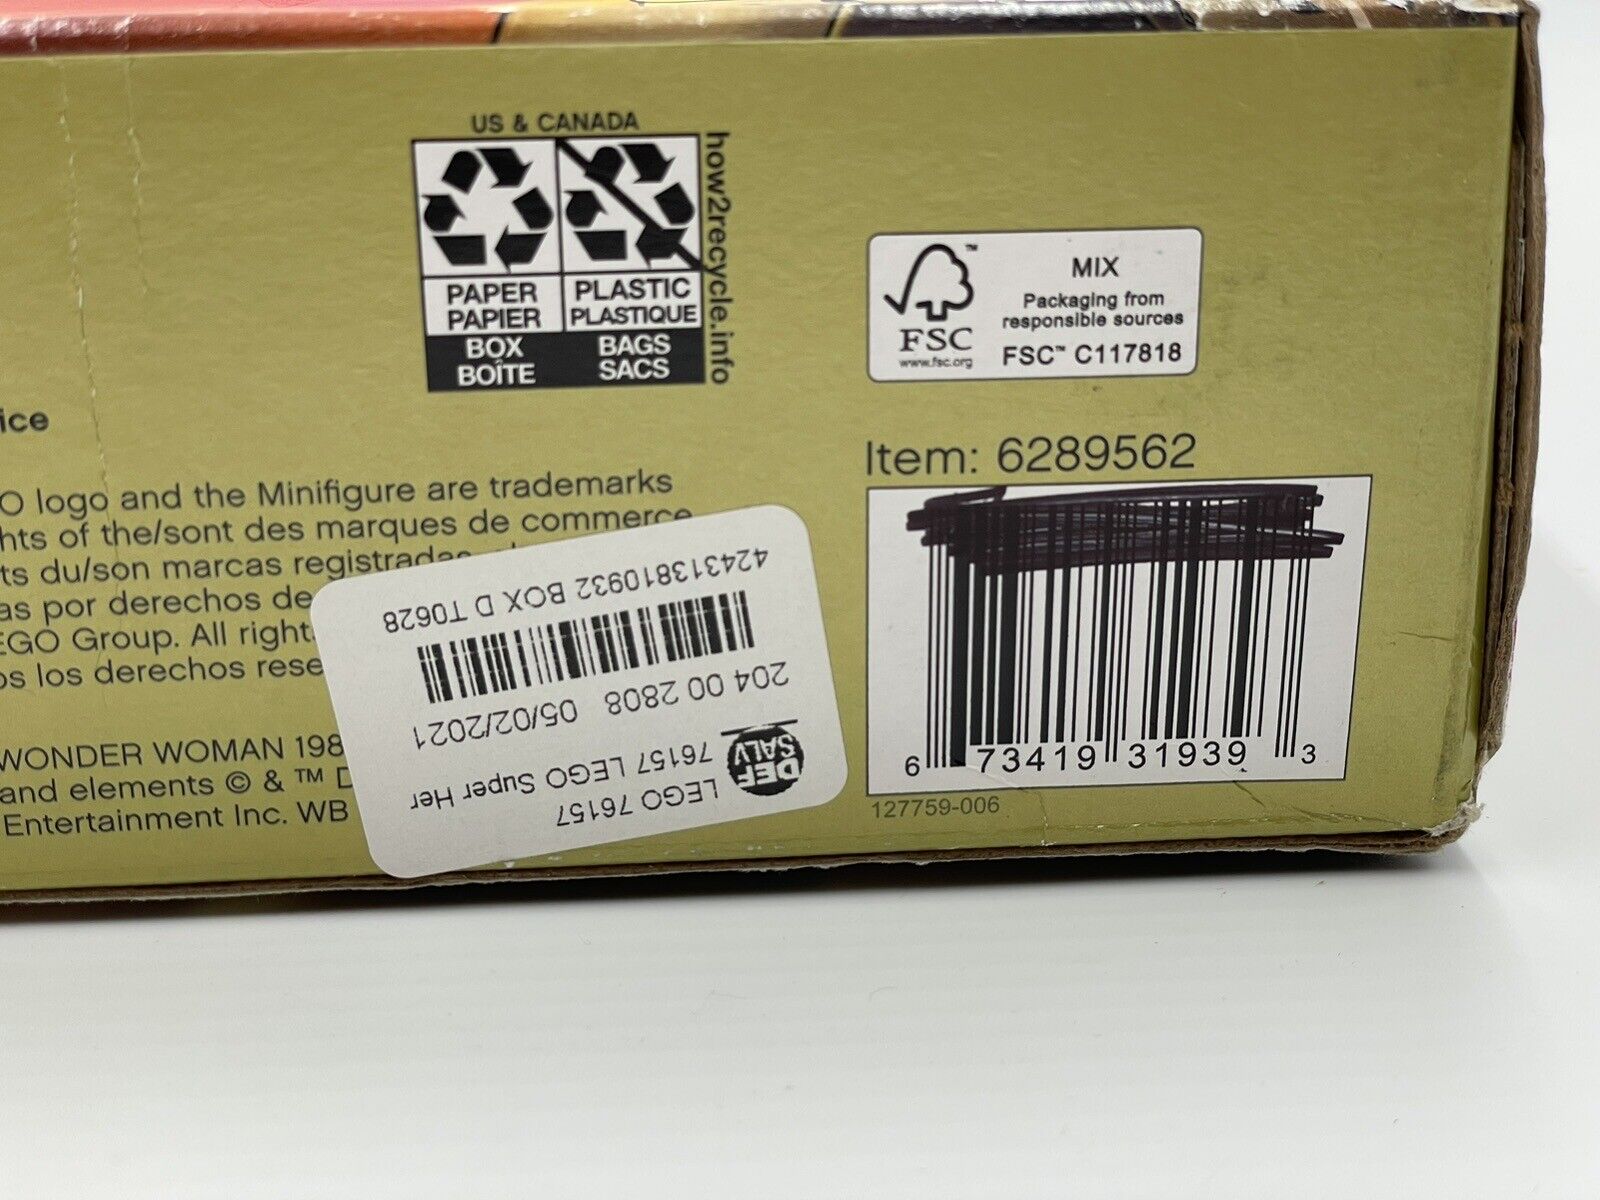 US & CANADA
PAPER
PAPIER
BOX
BOÎTE
PLASTIC
PLASTIQUE
BAGS
SACS
how2recycle.info
™
FSC
www.fsc.org
MIX
Packaging from
responsible sources
FSC™ C117818
ice
Item: 6289562
O logo and the Minifigure are trademarks
hts of the/sont des marques de commerce
ts du/son marcas registradas
as por derechos de
EGO Group. All right
os los derechos rese
WONDER WOMAN 198
and elements © & ™ D
Entertainment Inc. WB
LEGO 76157
76157 LEGO Super Her
DEF
SALV
204 00 2808 05/02/2021
424313810932 BOX D T0628
6 73419 31939 3
127759-006